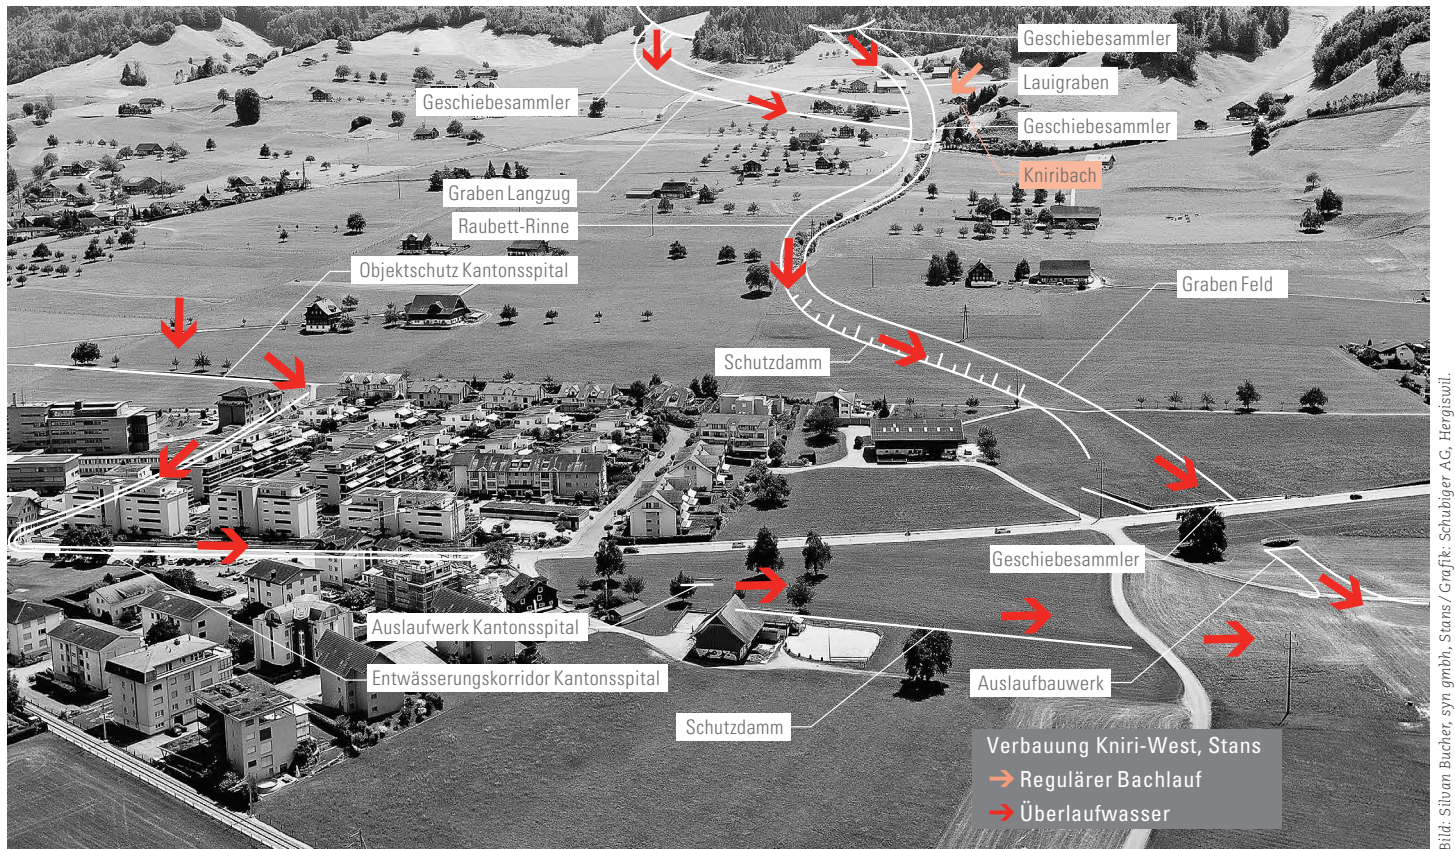 Geschiebesammler
Lauigraben
Geschiebesammler
Geschiebesammler
Kniribach
Graben Langzug
Raubett-Rinne
Objektschutz Kantonsspital
Graben Feld
Schutzdamm
Geschiebesammler
Auslaufwerk Kantonsspital
Entwässerungskorridor Kantonsspital
Auslaufbauwerk
Schutzdamm
Verbauung Kniri-West, Stans
Regulärer Bachlauf
Überlaufwasser
Bild: Silvan Bucher, syn gmbh, Stans / Grafik: Schubiger AG, Hergiswil.